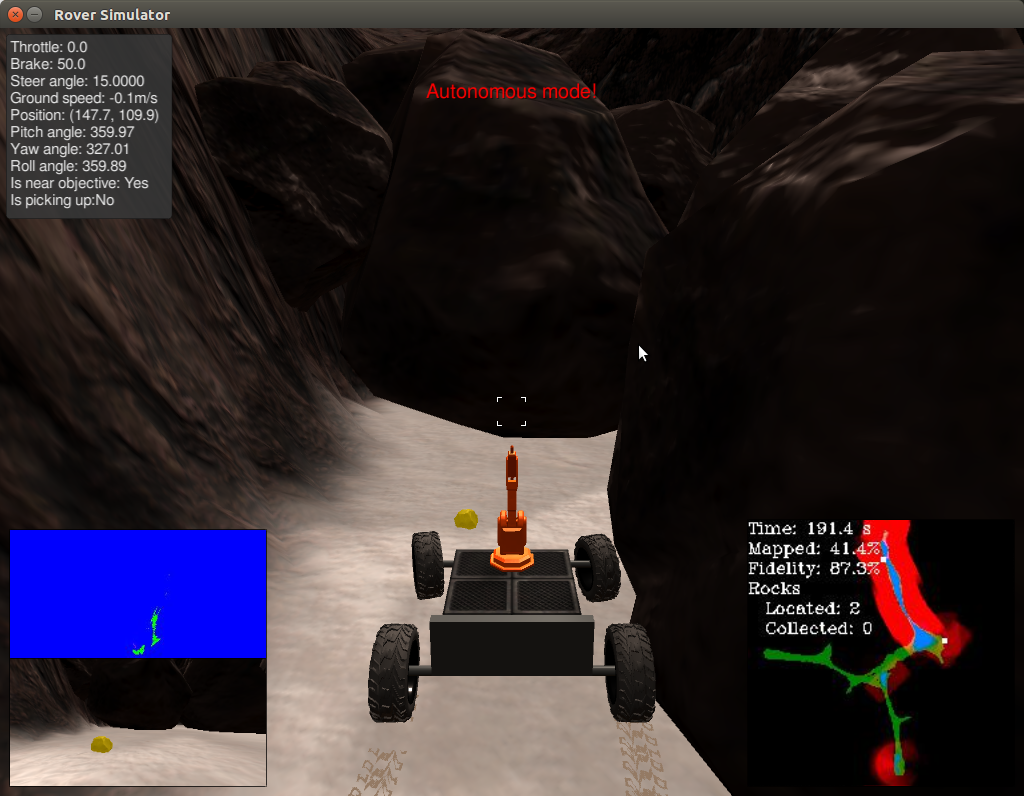 Rover Simulator
Throttle: 0.0
Brake: 50.0
Steer angle: 15.0000
Ground speed: -0.1m/s
Position: (147.7, 109.9)
Pitch angle: 359.97
Yaw angle: 327.01
Roll angle: 359.89
Is near objective: Yes
Is picking up:No
Autonomous mode!
Time: 191.4 s
Mapped: 41.4%
Fidelity: 87.3%
Rocks
Located: 2
Collected: 0